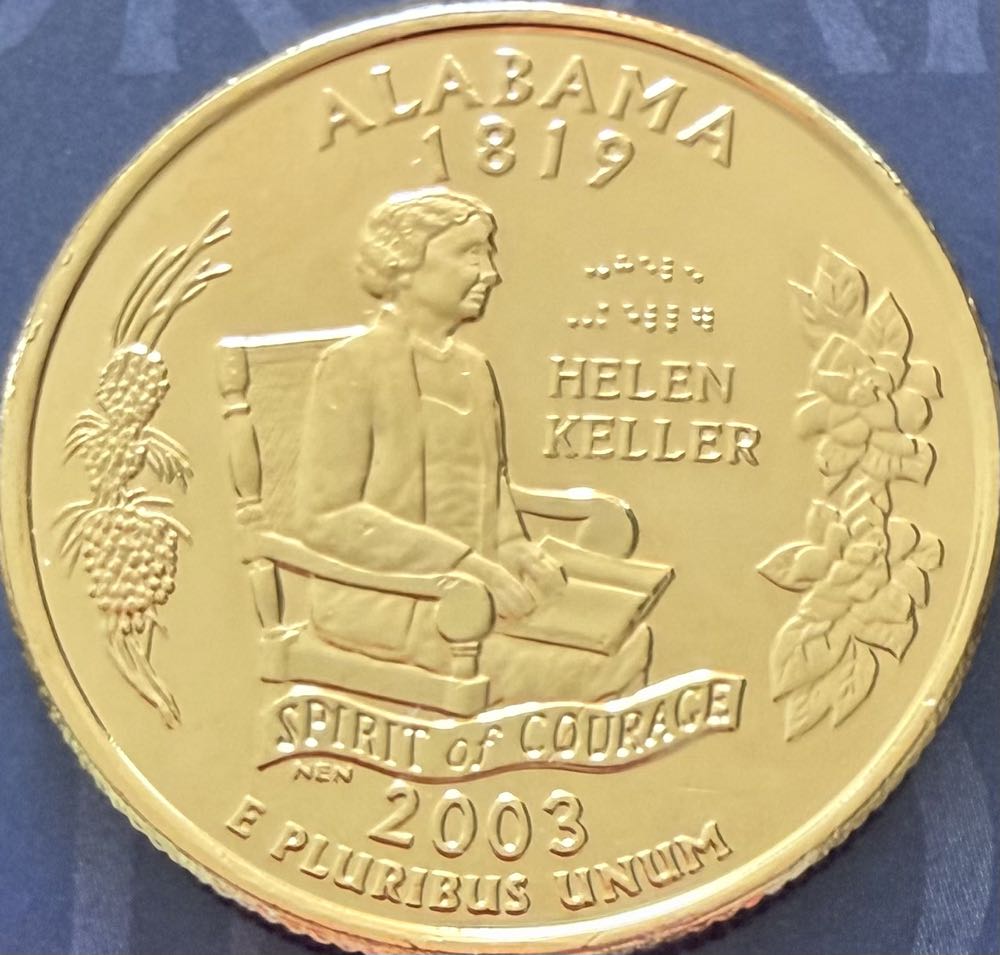 ALABAMA
1819
HELEN
KELLER
SPIRIT of COURAGE
NEN
2003
E PLURIBUS UNUM